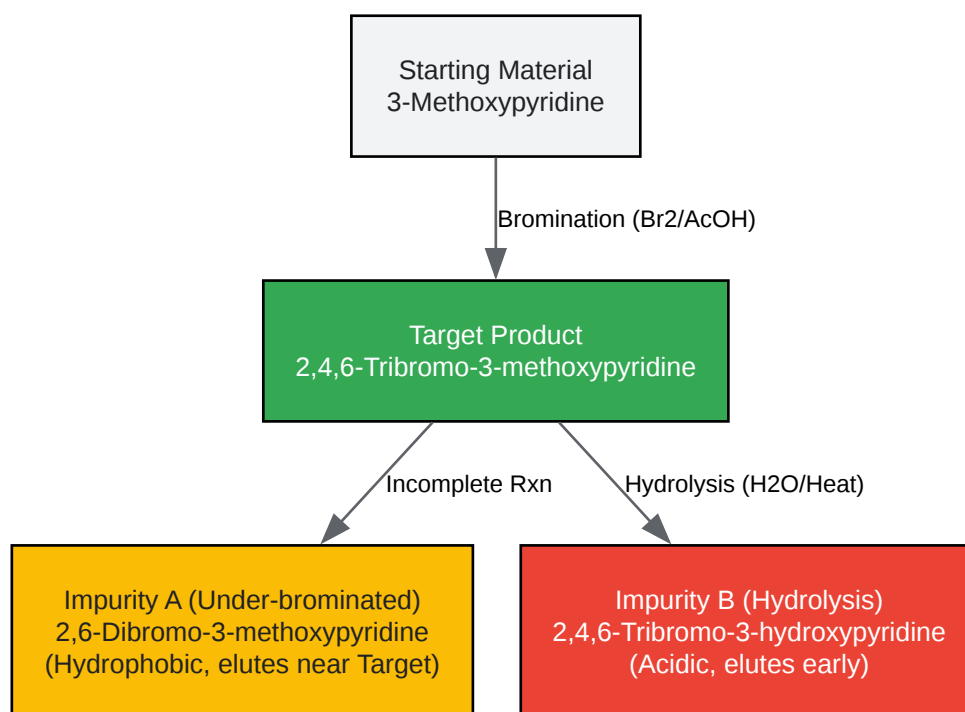 Starting Material
3-Methoxypyridine
Bromination (Br2/AcOH)
Target Product
2,4,6-Tribromo-3-methoxypyridine
Incomplete Rxn
Hydrolysis (H2O/Heat)
Impurity A (Under-brominated)
2,6-Dibromo-3-methoxypyridine
(Hydrophobic, elutes near Target)
Impurity B (Hydrolysis)
2,4,6-Tribromo-3-hydroxypyridine
(Acidic, elutes early)